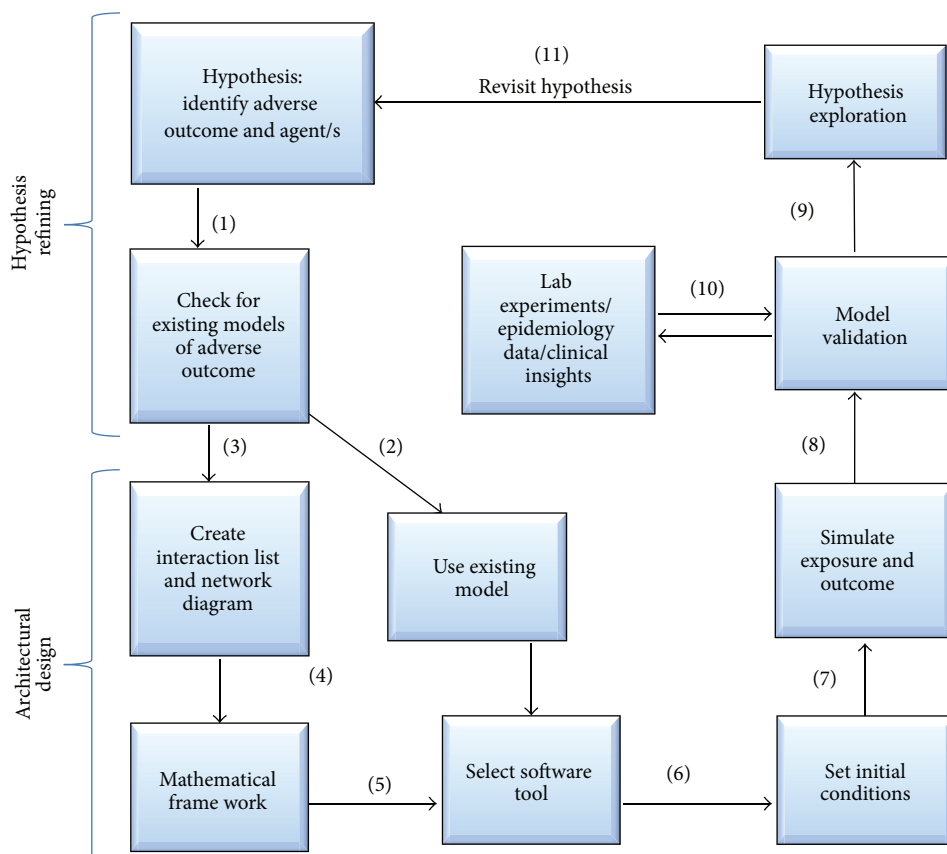 Hypothesis:
identify adverse
outcome and agent/s
(11)
Revisit hypothesis
Hypothesis
exploration
Hypothesis
refining
(1)
(9)
Check for
existing models
of adverse
outcome
Lab
experiments/
epidemiology
data/clinical
insights
(10)
Model
validation
(3)
(2)
(8)
Architectural
design
Create
interaction list
and network
diagram
Use existing
model
Simulate
exposure and
outcome
(4)
(7)
Mathematical
frame work
(5)
Select software
tool
(6)
Set initial
conditions